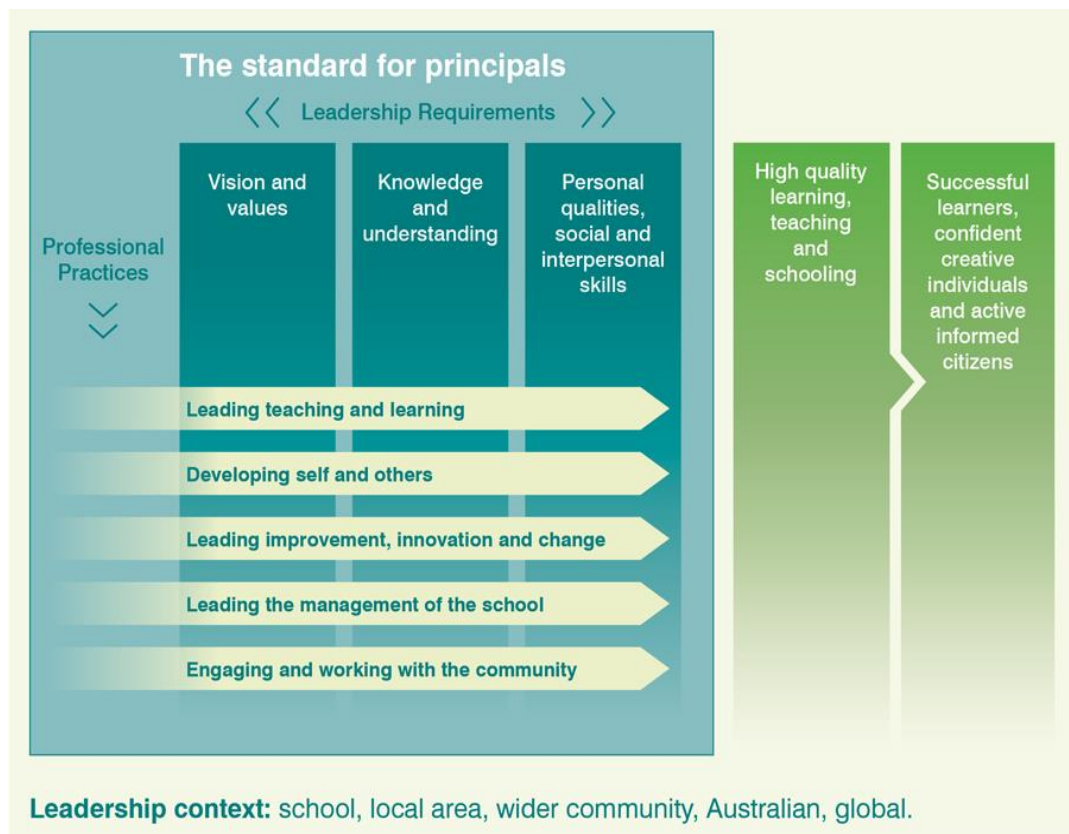 The standard for principals
Leadership Requirements
Professional
Practices
Vision and
values
Knowledge
and
understanding
Personal
qualities,
social and
interpersonal
skills
High quality
learning,
teaching
and
schooling
Successful
learners,
confident
creative
individuals
and active
informed
citizens
Leading teaching and learning
Developing self and others
Leading improvement, innovation and change
Leading the management of the school
Engaging and working with the community
Leadership context: school, local area, wider community, Australian, global.